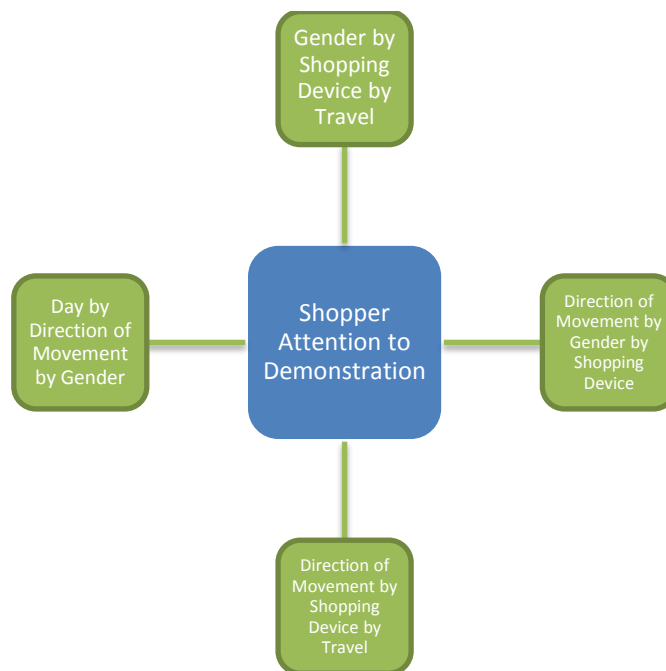 Gender by
Shopping
Device by
Travel
Day by
Direction of
Movement
by Gender
Shopper
Attention to
Demonstration
Direction of
Movement by
Gender by
Shopping
Device
Direction of
Movement by
Shopping
Device by
Travel